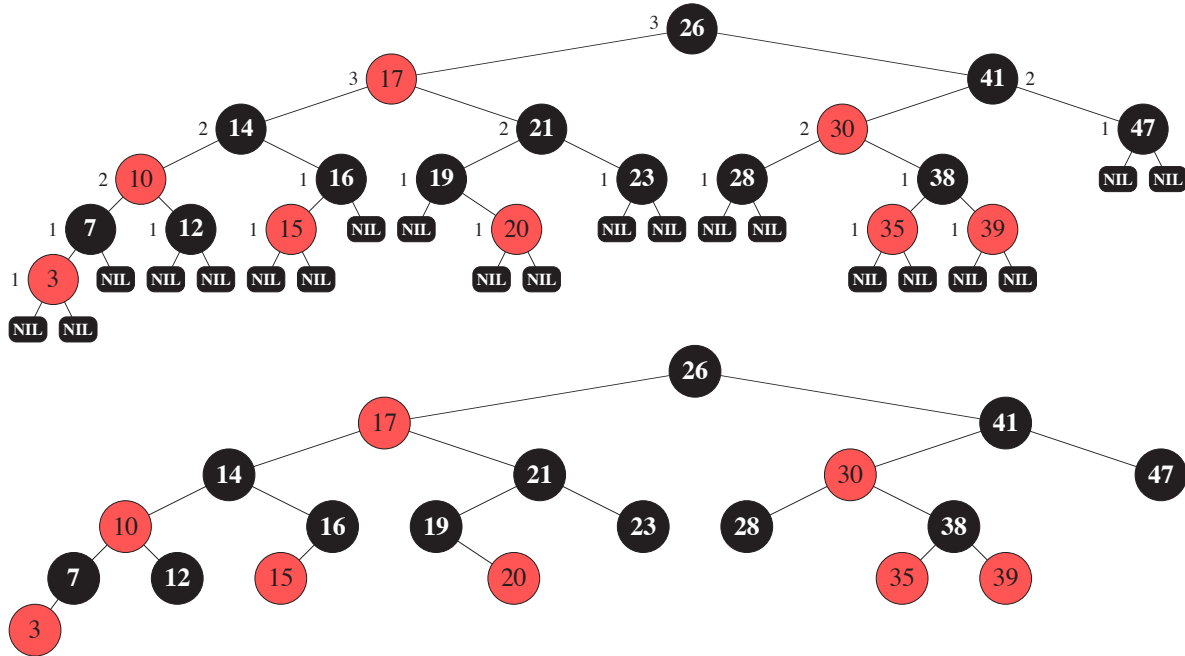 3 26
3 17 41 2
2 14 2 21 2 30 1 47
2 10 1 16 1 19 1 23 1 28 1 38 NIL NIL
1 7 1 12 1 15 NIL NIL 1 20 NIL NIL NIL NIL 1 35 1 39
1 3 NIL NIL NIL NIL NIL NIL NIL NIL NIL NIL NIL
NIL NIL
26
17 41
14 21 30 47
10 16 19 23 28 38
7 12 15 20 35 39
3